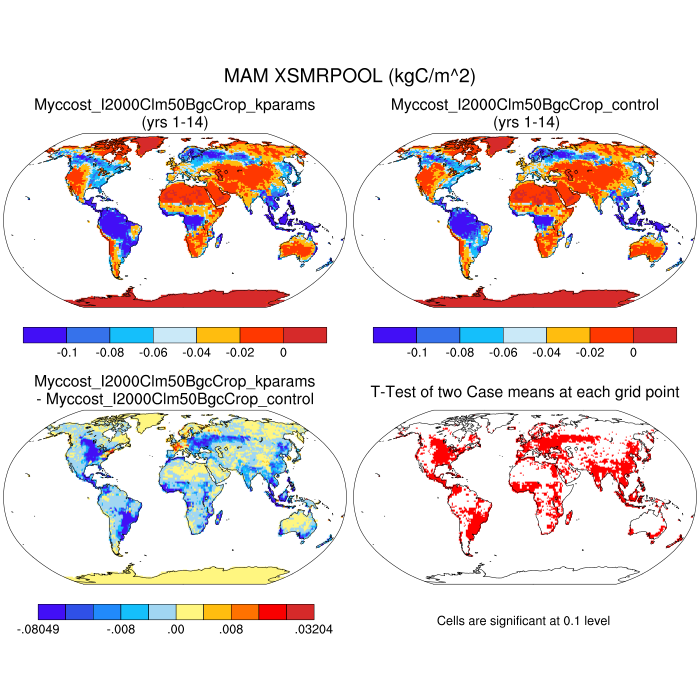 MAM XSMRPOOL (kgC/m^2)
Myccost_I2000Clm50BgcCrop_kparams
(yrs 1-14)
Myccost_I2000Clm50BgcCrop_control
(yrs 1-14)
-0.1 -0.08 -0.06 -0.04 -0.02 0
-0.1 -0.08 -0.06 -0.04 -0.02 0
Myccost_I2000Clm50BgcCrop_kparams
- Myccost_I2000Clm50BgcCrop_control
T-Test of two Case means at each grid point
-.08049 -.008 .00 .008 .03204
Cells are significant at 0.1 level